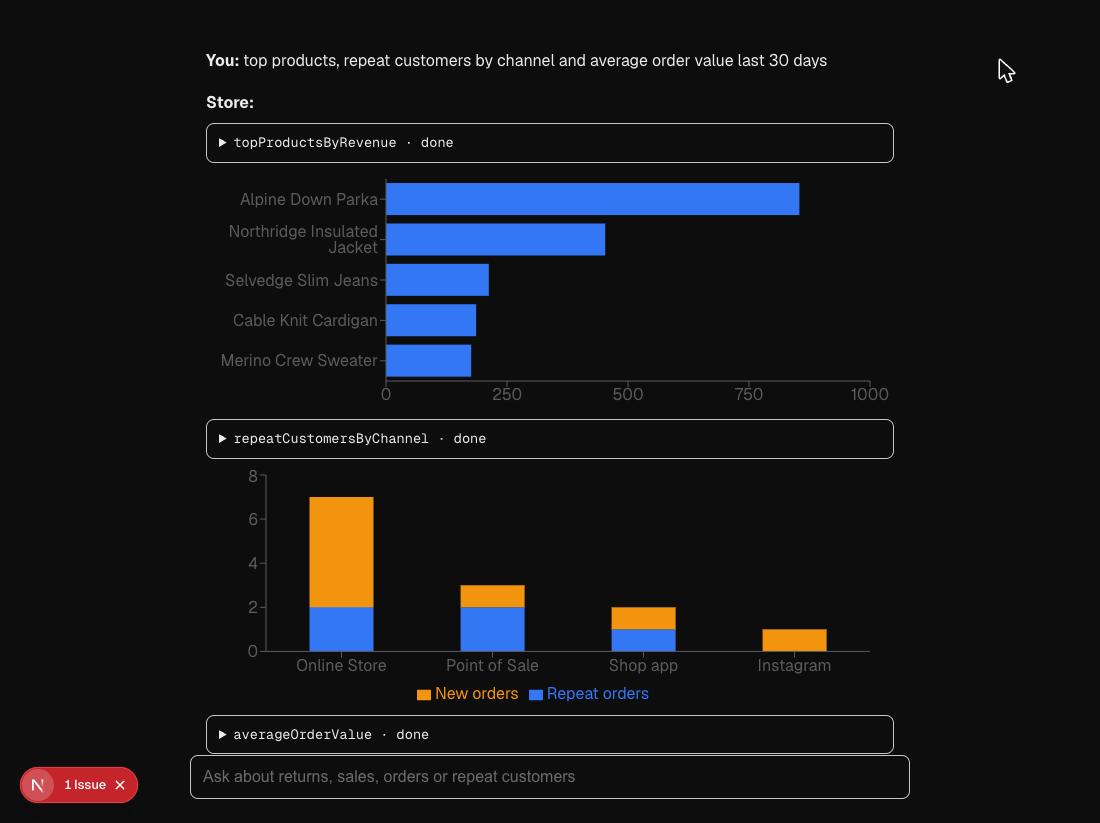 You: top products, repeat customers by channel and average order value last 30 days
Store:
▶ topProductsByRevenue · done
Alpine Down Parka
Northridge Insulated
Jacket
Selvedge Slim Jeans
Cable Knit Cardigan
Merino Crew Sweater
0 250 500 750 1000
▶ repeatCustomersByChannel · done
8
6
4
2
0
Online Store Point of Sale Shop app Instagram
New orders Repeat orders
▶ averageOrderValue · done
Ask about returns, sales, orders or repeat customers
N 1 Issue ×